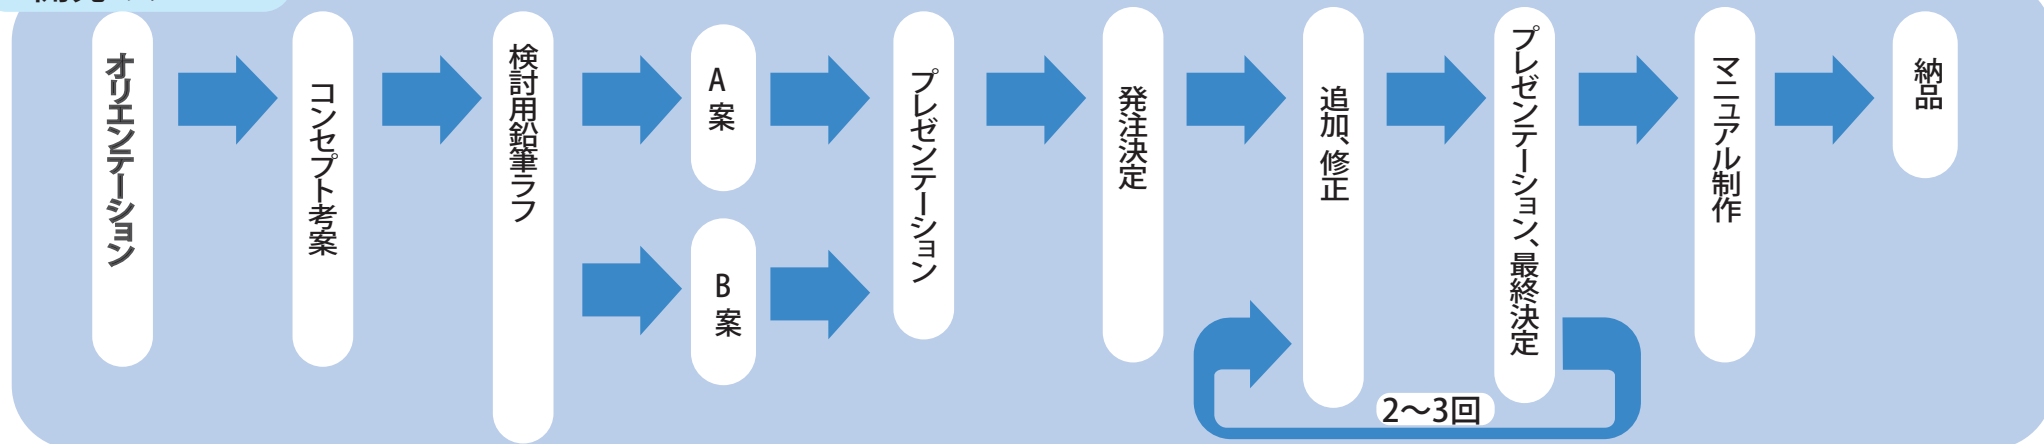 オリエンテーション
コンセプト考案
検討用鉛筆ラフ
A案
B案
プレゼンテーション
発注決定
追加、修正
プレゼンテーション、最終決定
2〜3回
マニュアル制作
納品